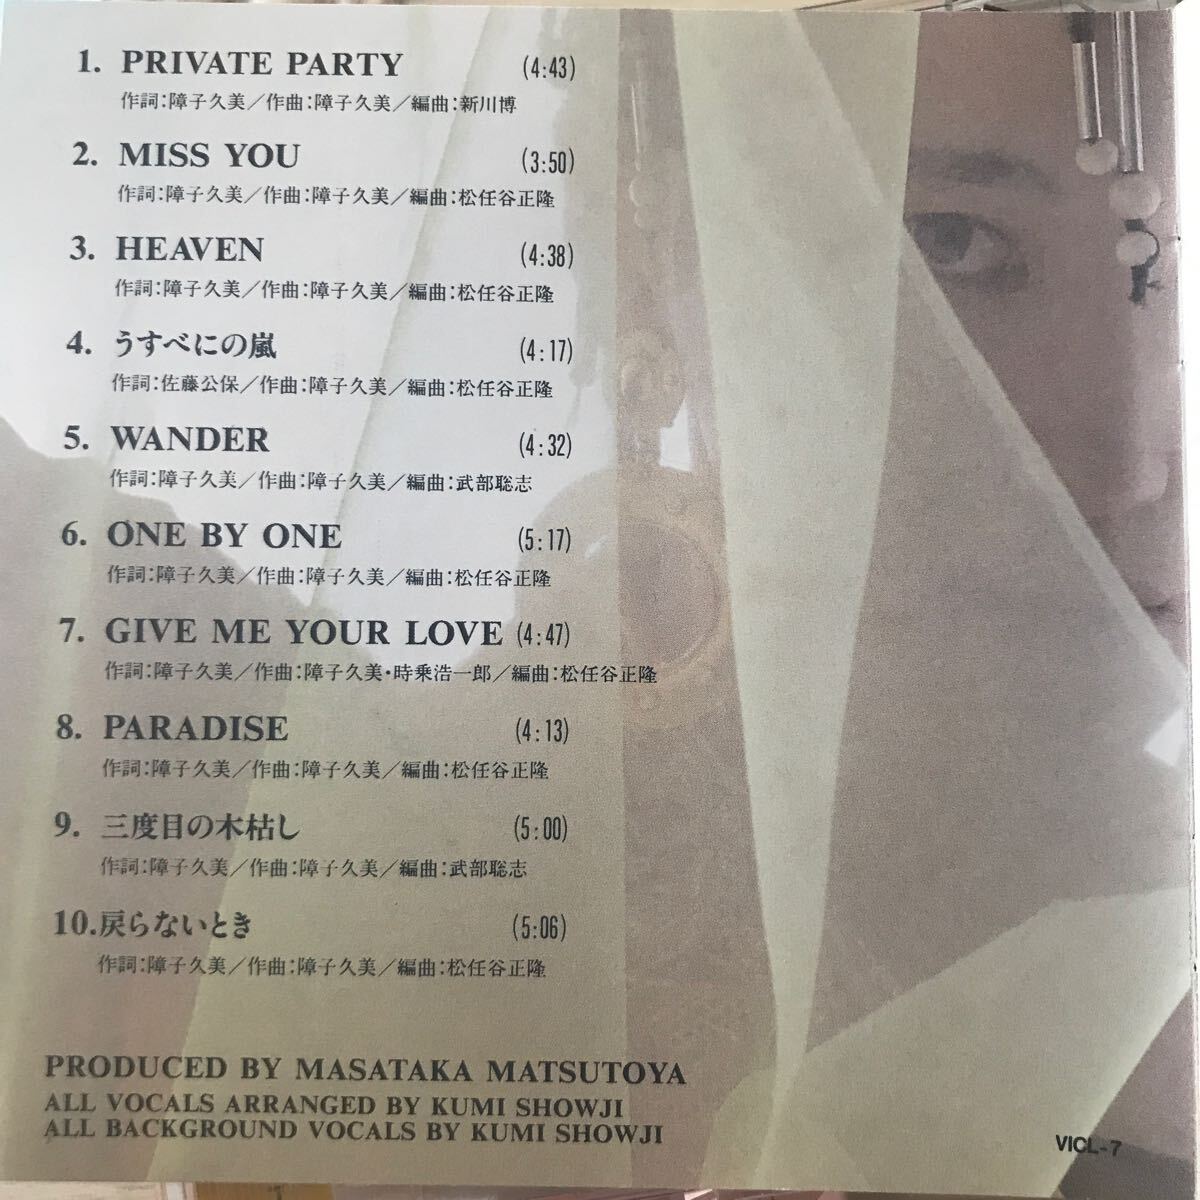 1. PRIVATE PARTY (4:43)
作詞:障子久美／作曲:障子久美／編曲:新川博
2. MISS YOU (3:50)
作詞:障子久美／作曲:障子久美／編曲:松任谷正隆
3. HEAVEN (4:38)
作詞:障子久美／作曲:障子久美／編曲:松任谷正隆
4. うすべにの嵐 (4:17)
作詞:佐藤公保／作曲:障子久美／編曲:松任谷正隆
5. WANDER (4:32)
作詞:障子久美／作曲:障子久美／編曲:武部聡志
6. ONE BY ONE (5:17)
作詞:障子久美／作曲:障子久美／編曲:松任谷正隆
7. GIVE ME YOUR LOVE (4:47)
作詞:障子久美／作曲:障子久美・時乗浩一郎／編曲:松任谷正隆
8. PARADISE (4:13)
作詞:障子久美／作曲:障子久美／編曲:松任谷正隆
9. 三度目の木枯し (5:00)
作詞:障子久美／作曲:障子久美／編曲:武部聡志
10.戻らないとき (5:06)
作詞:障子久美／作曲:障子久美／編曲:松任谷正隆
PRODUCED BY MASATAKA MATSUTOYA
ALL VOCALS ARRANGED BY KUMI SHOWJI
ALL BACKGROUND VOCALS BY KUMI SHOWJI
VICL-7